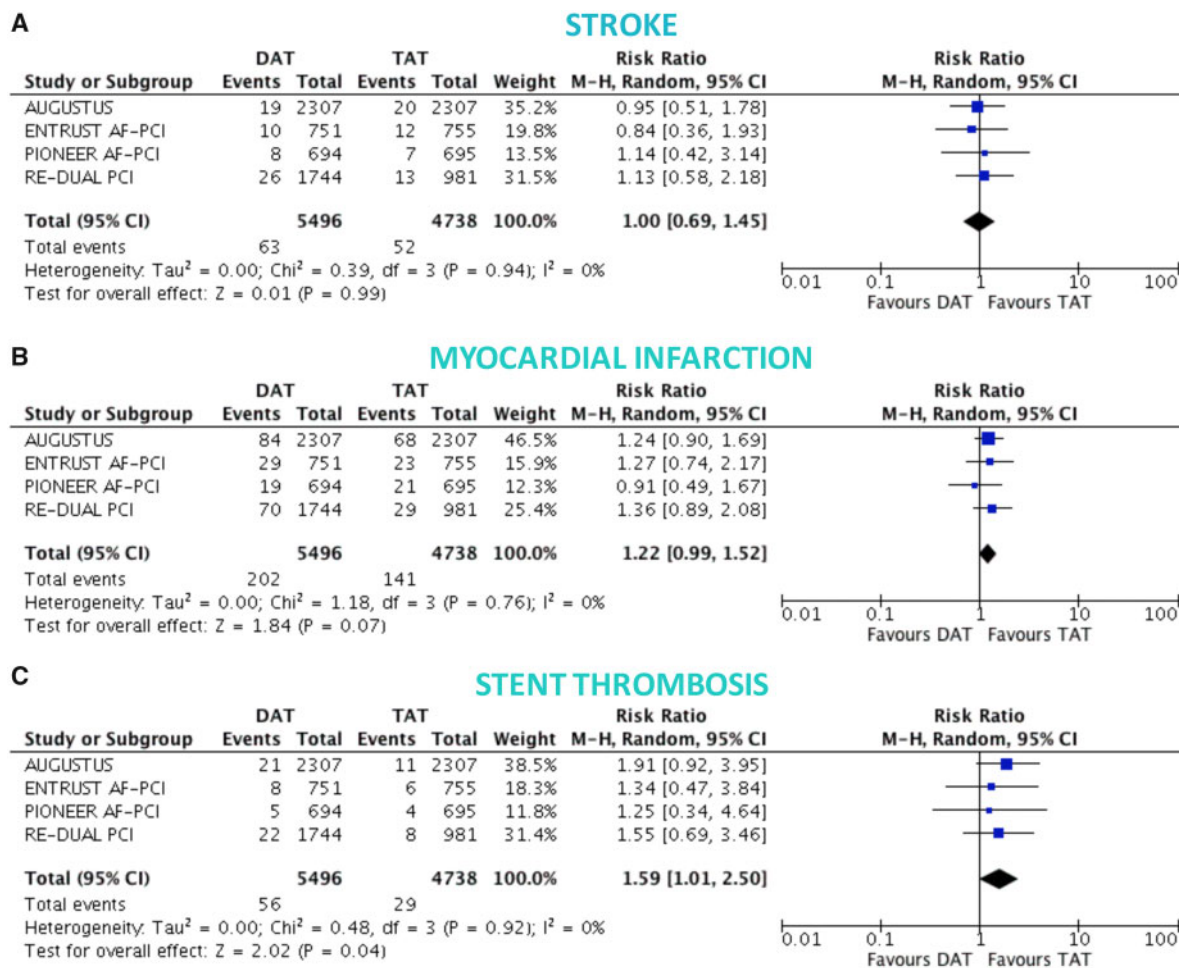 A
STROKE
DAT TAT Risk Ratio Risk Ratio
Study or Subgroup Events Total Events Total Weight M-H, Random, 95% CI M-H, Random, 95% CI
AUGUSTUS 19 2307 20 2307 35.2% 0.95 [0.51, 1.78]
ENTRUST AF-PCI 10 751 12 755 19.8% 0.84 [0.36, 1.93]
PIONEER AF-PCI 8 694 7 695 13.5% 1.14 [0.42, 3.14]
RE-DUAL PCI 26 1744 13 981 31.5% 1.13 [0.58, 2.18]
Total (95% CI) 5496 4738 100.0% 1.00 [0.69, 1.45]
Total events 63 52
Heterogeneity: Tau² = 0.00; Chi² = 0.39, df = 3 (P = 0.94); I² = 0%
Test for overall effect: Z = 0.01 (P = 0.99)
0.01 0.1 1 10 100
Favours DAT Favours TAT
B
MYOCARDIAL INFARCTION
DAT TAT Risk Ratio Risk Ratio
Study or Subgroup Events Total Events Total Weight M-H, Random, 95% CI M-H, Random, 95% CI
AUGUSTUS 84 2307 68 2307 46.5% 1.24 [0.90, 1.69]
ENTRUST AF-PCI 29 751 23 755 15.9% 1.27 [0.74, 2.17]
PIONEER AF-PCI 19 694 21 695 12.3% 0.91 [0.49, 1.67]
RE-DUAL PCI 70 1744 29 981 25.4% 1.36 [0.89, 2.08]
Total (95% CI) 5496 4738 100.0% 1.22 [0.99, 1.52]
Total events 202 141
Heterogeneity: Tau² = 0.00; Chi² = 1.18, df = 3 (P = 0.76); I² = 0%
Test for overall effect: Z = 1.84 (P = 0.07)
0.01 0.1 1 10 100
Favours DAT Favours TAT
C
STENT THROMBOSIS
DAT TAT Risk Ratio Risk Ratio
Study or Subgroup Events Total Events Total Weight M-H, Random, 95% CI M-H, Random, 95% CI
AUGUSTUS 21 2307 11 2307 38.5% 1.91 [0.92, 3.95]
ENTRUST AF-PCI 8 751 6 755 18.3% 1.34 [0.47, 3.84]
PIONEER AF-PCI 5 694 4 695 11.8% 1.25 [0.34, 4.64]
RE-DUAL PCI 22 1744 8 981 31.4% 1.55 [0.69, 3.46]
Total (95% CI) 5496 4738 100.0% 1.59 [1.01, 2.50]
Total events 56 29
Heterogeneity: Tau² = 0.00; Chi² = 0.48, df = 3 (P = 0.92); I² = 0%
Test for overall effect: Z = 2.02 (P = 0.04)
0.01 0.1 1 10 100
Favours DAT Favours TAT